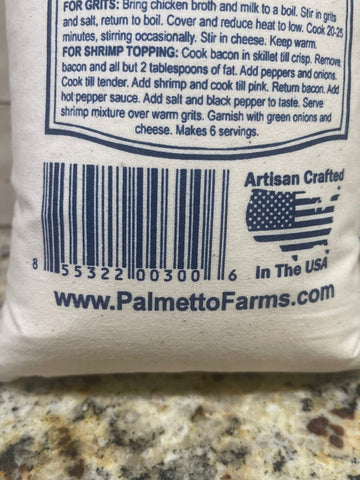 FOR GRITS: Bring chicken broth and milk to a boil. Stir in grits
and salt, return to boil. Cover and reduce heat to low. Cook 20-25
minutes, stirring occasionally. Stir in cheese. Keep warm.
FOR SHRIMP TOPPING: Cook bacon in skillet till crisp. Remove
bacon and all but 2 tablespoons of fat. Add peppers and onions.
Cook till tender. Add shrimp and cook till pink. Return bacon. Add
hot pepper sauce. Add salt and black pepper to taste. Serve
shrimp mixture over warm grits. Garnish with green onions and
cheese. Makes 6 servings.
Artisan Crafted
In The USA
8 55322 00300 6
www.PalmettoFarms.com